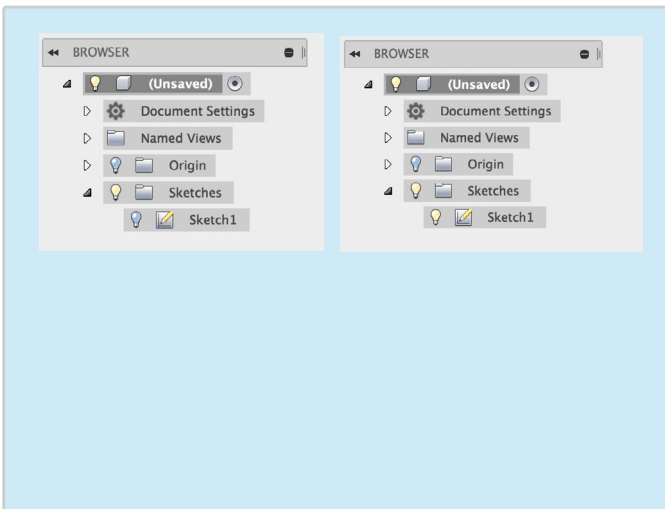 BROWSER
(Unsaved)
Document Settings
Named Views
Origin
Sketches
Sketch1
BROWSER
(Unsaved)
Document Settings
Named Views
Origin
Sketches
Sketch1